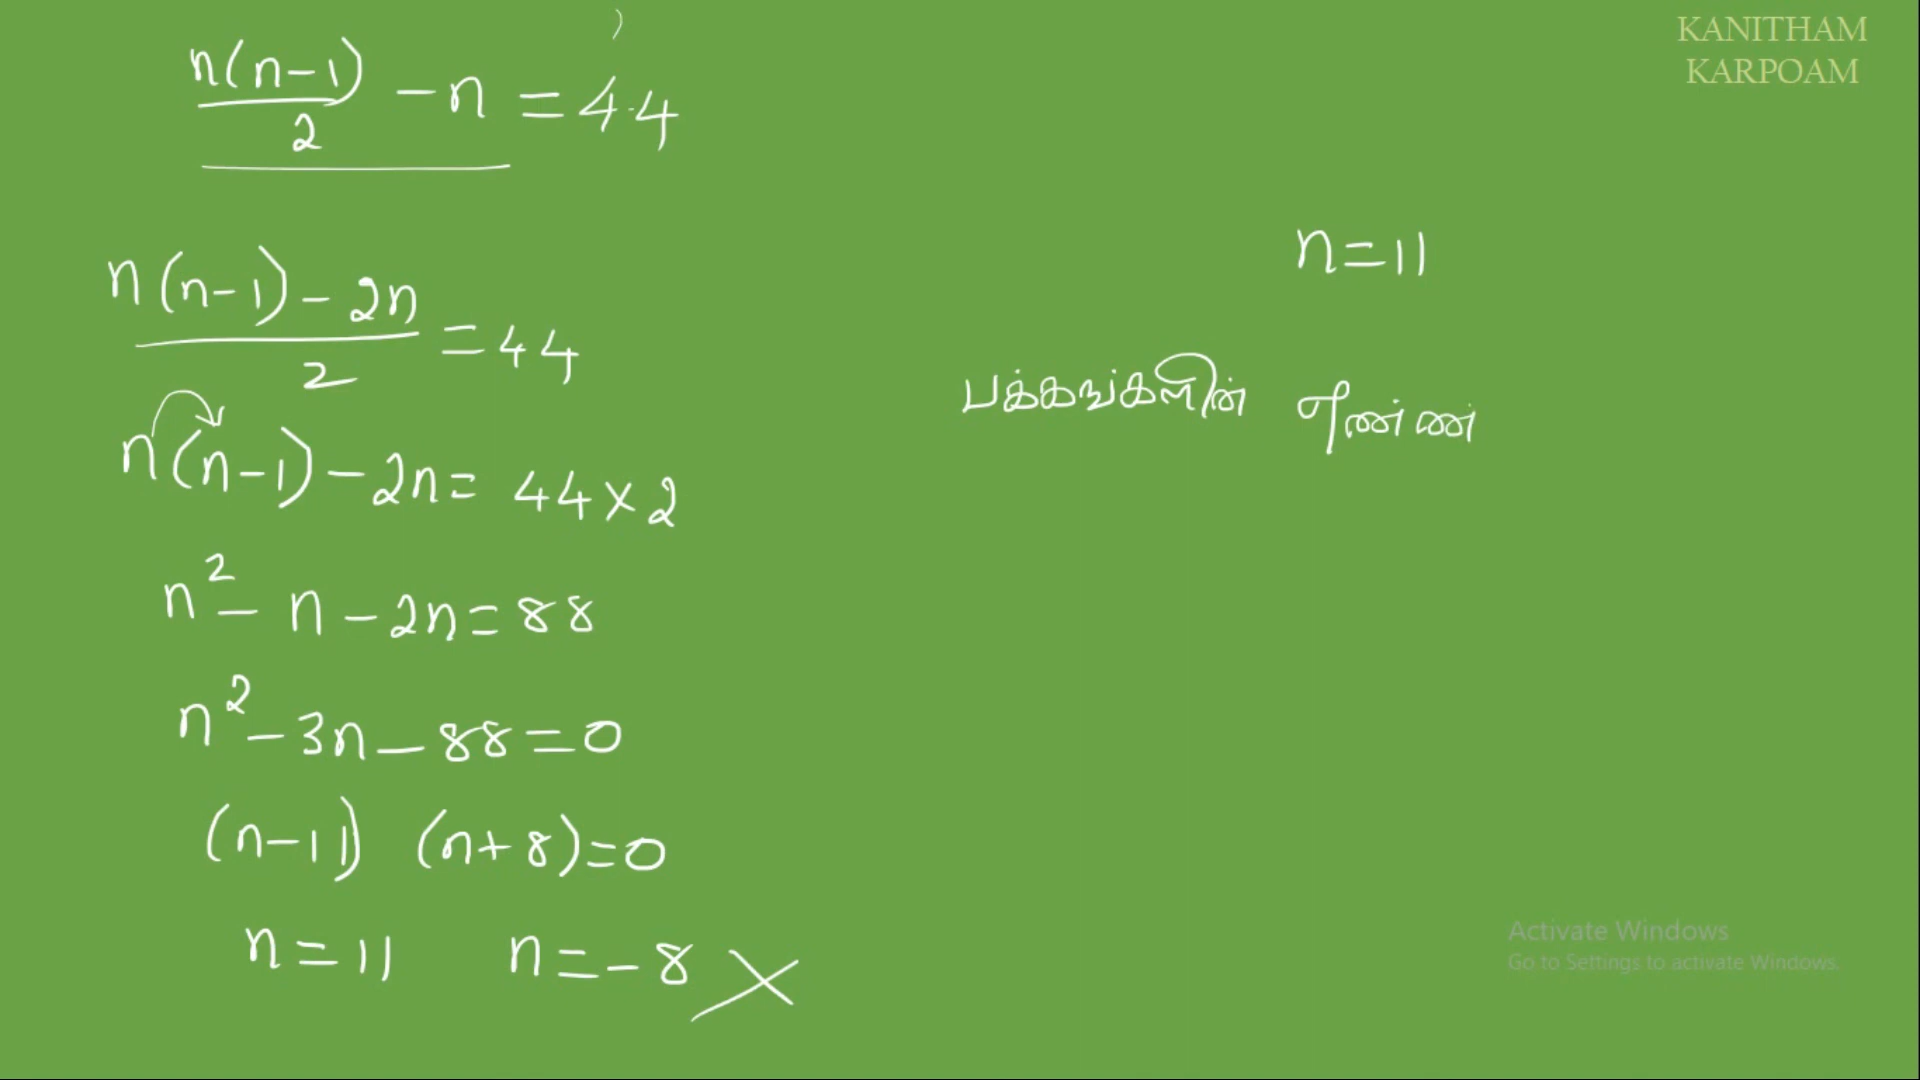 KANITHAM
KARPOAM
n(n-1)/2 - n = 44
(n(n-1) - 2n)/2 = 44
n(n-1) - 2n = 44 × 2
n² - n - 2n = 88
n² - 3n - 88 = 0
(n-11) (n+8) = 0
n = 11 n = -8 ×
n = 11
பக்கங்களின் எண்ண
Activate Windows
Go to Settings to activate Windows.